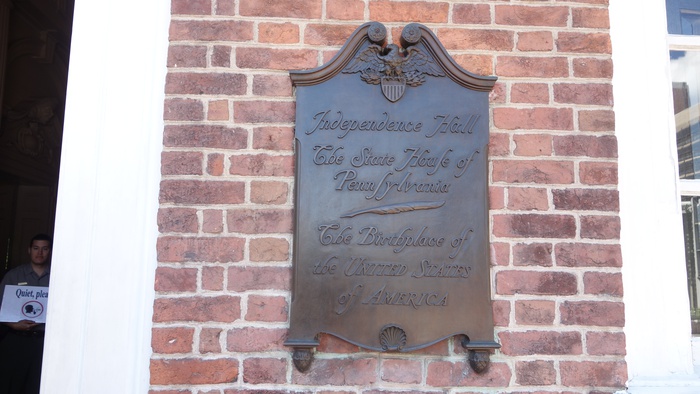 Independence Hall
The State House of
Pennsylvania
The Birthplace of
the UNITED STATES
of AMERICA
Quiet, plea